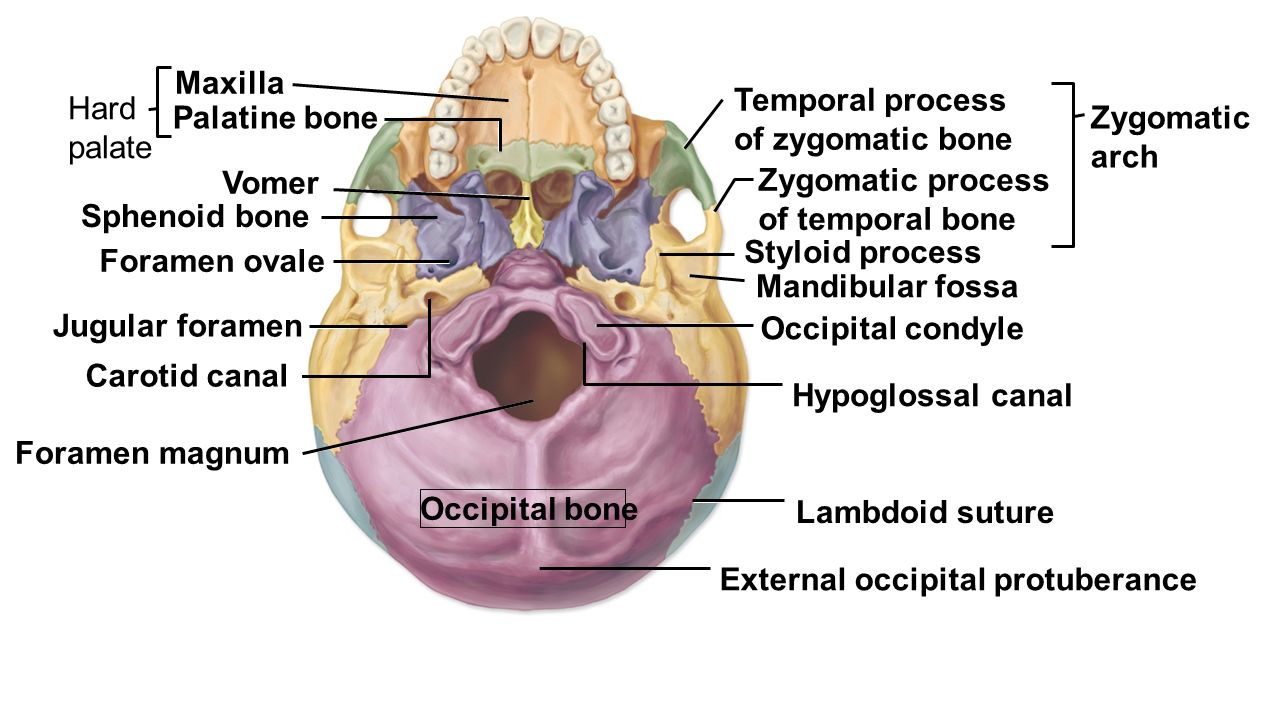 Hard
palate
Maxilla
Palatine bone
Vomer
Sphenoid bone
Foramen ovale
Jugular foramen
Carotid canal
Foramen magnum
Occipital bone
Temporal process
of zygomatic bone
Zygomatic
arch
Zygomatic process
of temporal bone
Styloid process
Mandibular fossa
Occipital condyle
Hypoglossal canal
Lambdoid suture
External occipital protuberance